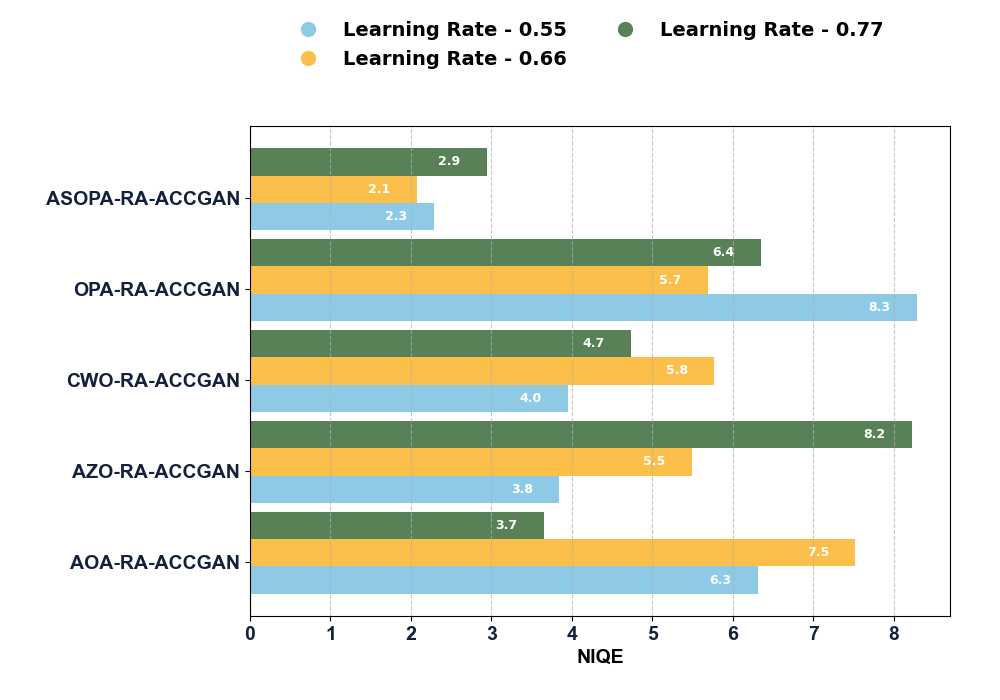 Learning Rate - 0.55
Learning Rate - 0.66
Learning Rate - 0.77
ASOPA-RA-ACCGAN
2.9
2.1
2.3
OPA-RA-ACCGAN
6.4
5.7
8.3
CWO-RA-ACCGAN
4.7
5.8
4.0
AZO-RA-ACCGAN
8.2
5.5
3.8
AOA-RA-ACCGAN
3.7
7.5
6.3
0 1 2 3 4 5 6 7 8
NIQE